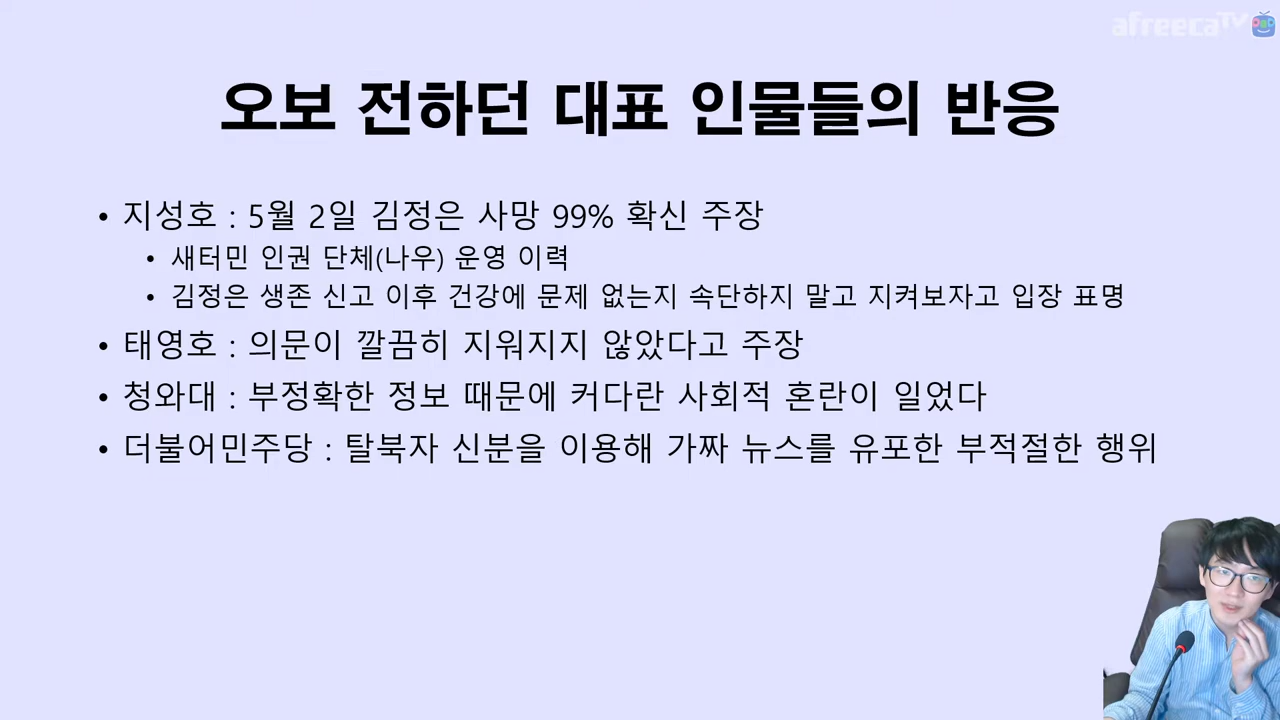 afreecaTV
오보 전하던 대표 인물들의 반응
• 지성호 : 5월 2일 김정은 사망 99% 확신 주장
• 새터민 인권 단체(나우) 운영 이력
• 김정은 생존 신고 이후 건강에 문제 없는지 속단하지 말고 지켜보자고 입장 표명
• 태영호 : 의문이 깔끔히 지워지지 않았다고 주장
• 청와대 : 부정확한 정보 때문에 커다란 사회적 혼란이 일었다
• 더불어민주당 : 탈북자 신분을 이용해 가짜 뉴스를 유포한 부적절한 행위